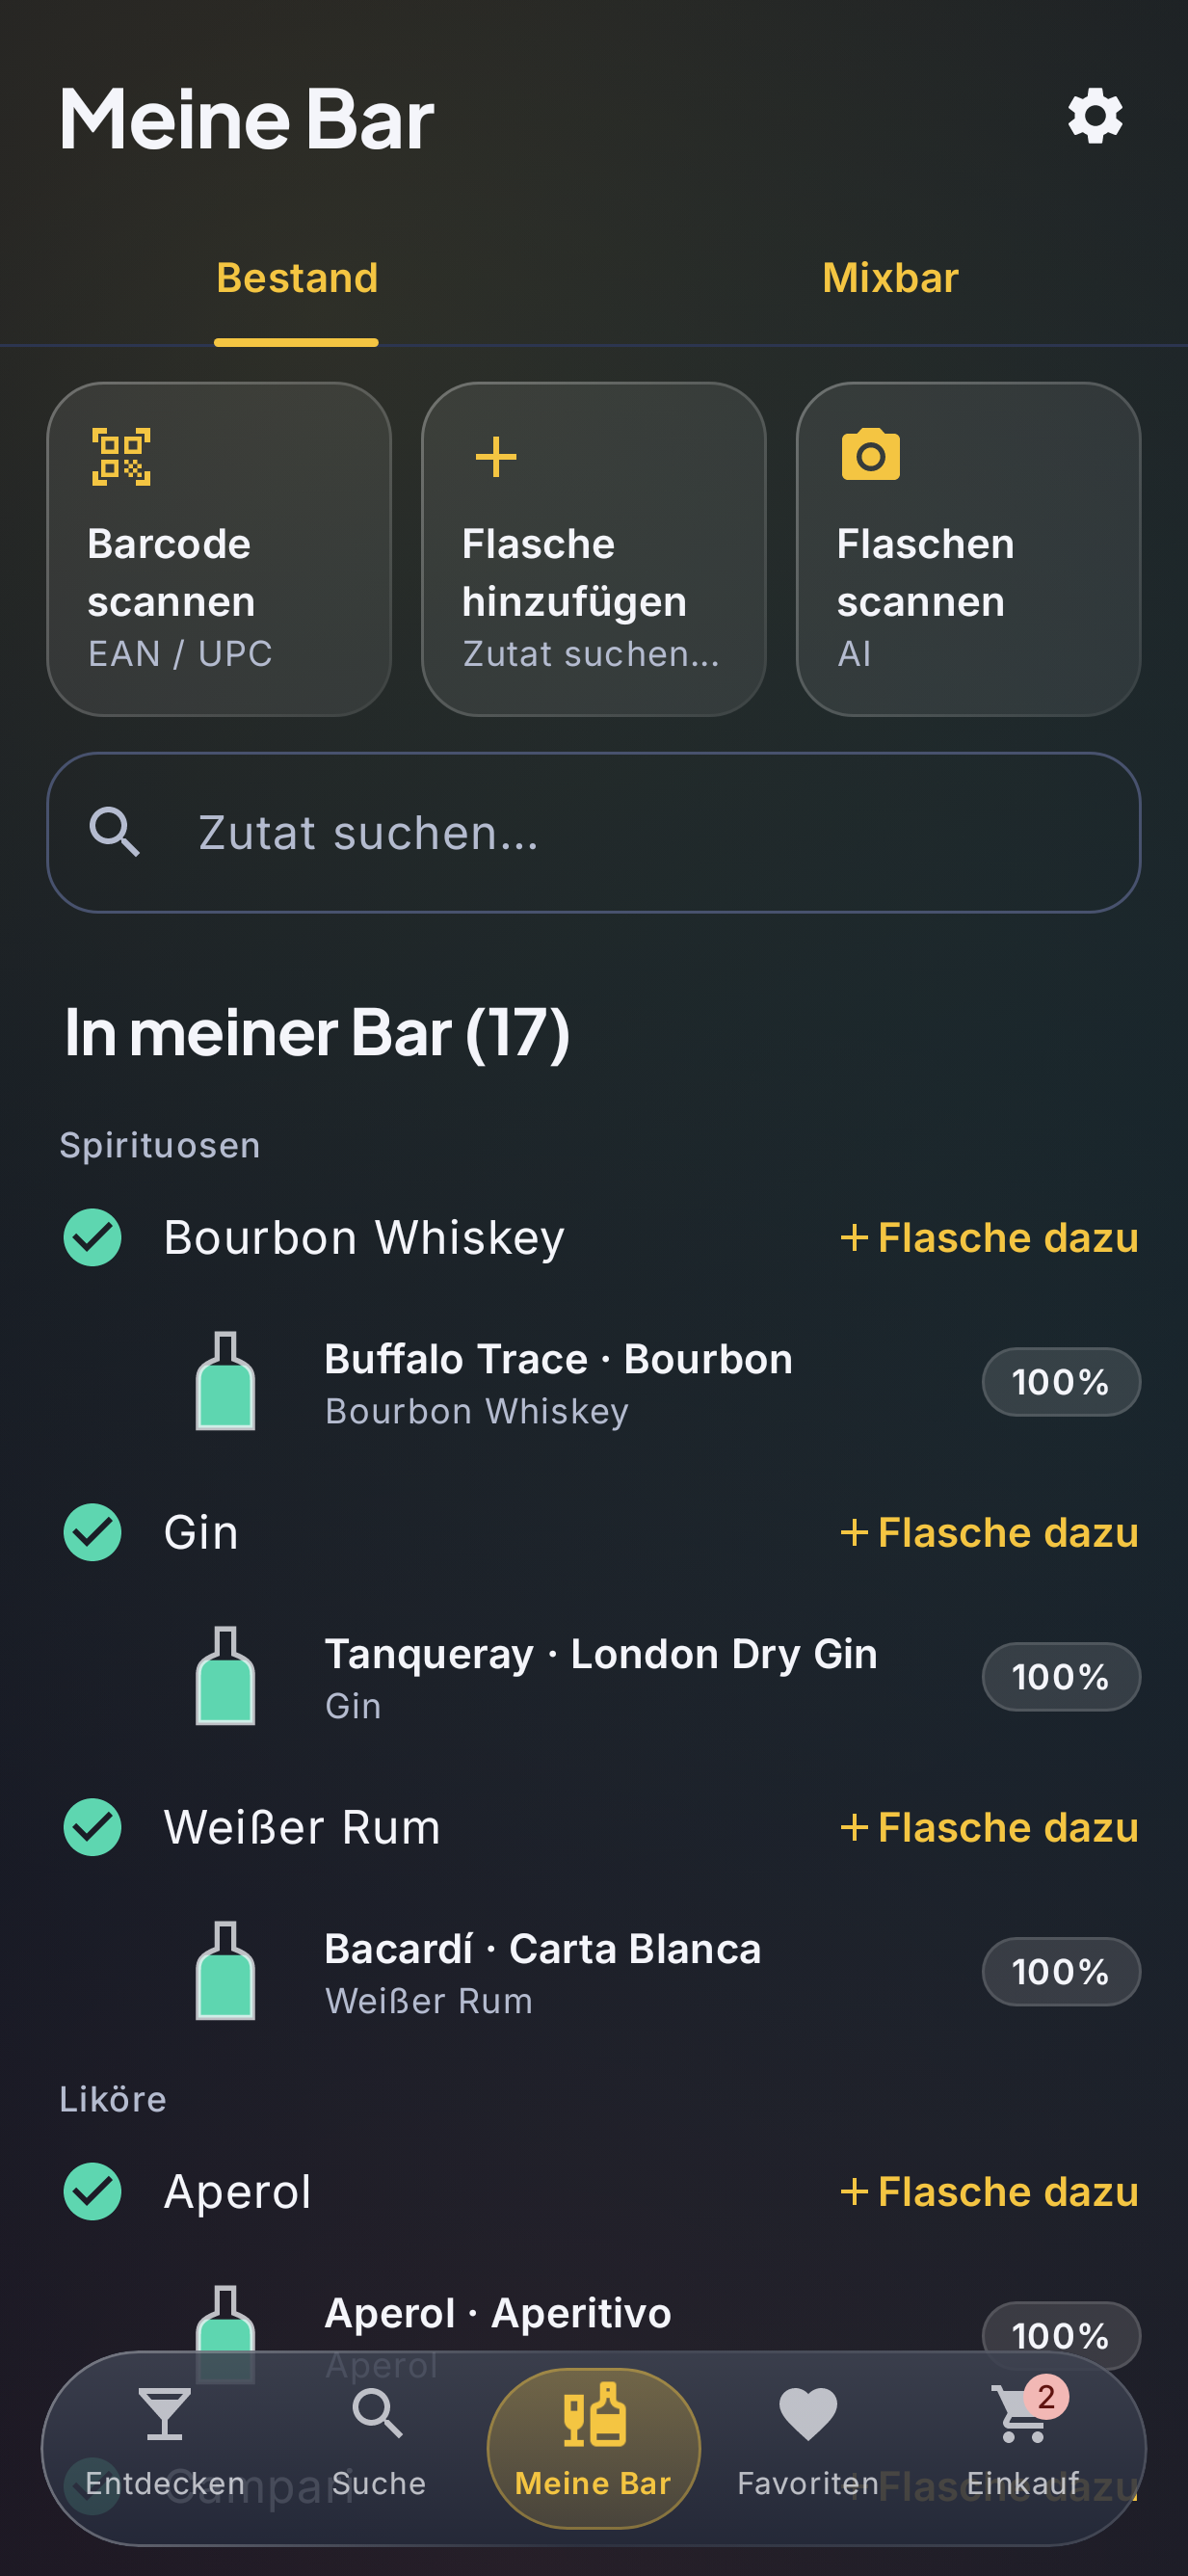 Meine Bar
Bestand
Mixbar
Barcode
scannen
EAN / UPC
Flasche
hinzufügen
Zutat suchen...
Flaschen
scannen
AI
Zutat suchen...
In meiner Bar (17)
Spirituosen
Bourbon Whiskey
+ Flasche dazu
Buffalo Trace · Bourbon
Bourbon Whiskey
100%
Gin
+ Flasche dazu
Tanqueray · London Dry Gin
Gin
100%
Weißer Rum
+ Flasche dazu
Bacardí · Carta Blanca
Weißer Rum
100%
Liköre
Aperol
+ Flasche dazu
Aperol · Aperitivo
Aperol
100%
Campari
+ Flasche dazu
Entdecken
Suche
Meine Bar
Favoriten
2
Einkauf